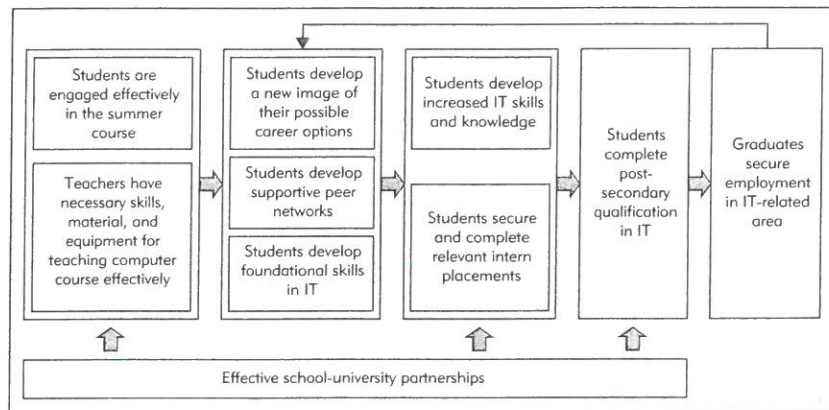 Students are
engaged effectively
in the summer
course
Teachers have
necessary skills,
material, and
equipment for
teaching computer
course effectively
Students develop
a new image of
their possible
career options
Students develop
supportive peer
networks
Students develop
foundational skills
in IT
Students develop
increased IT skills
and knowledge
Students secure
and complete
relevant intern
placements
Students
complete
post-
secondary
qualification
in IT
Graduates
secure
employment
in IT-related
area
Effective school-university partnerships